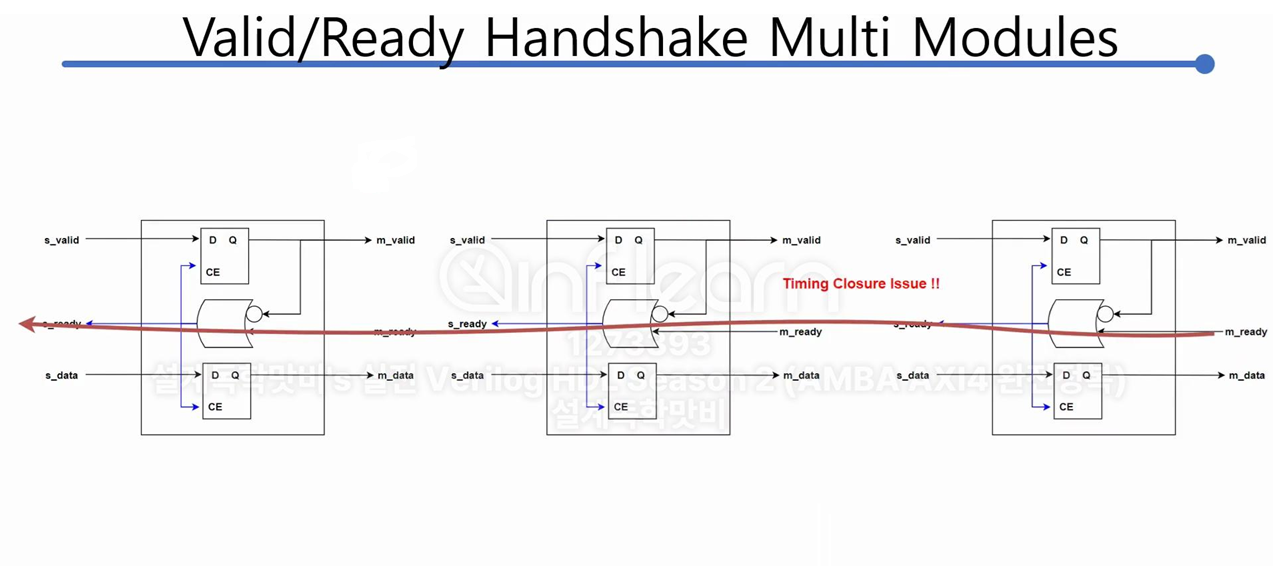 Valid/Ready Handshake Multi Modules
s_valid D Q m_valid s_valid D Q m_valid s_valid D Q m_valid
CE CE CE
Timing Closure Issue !!
s_ready m_ready s_ready m_ready s_ready m_ready
s_data D Q m_data s_data D Q m_data s_data D Q m_data
CE CE CE
inflearn
1273393
설계독학맛비's 실전 Verilog HDL Season 2 (AMBA AXI4 완전정복)
설계독학맛비